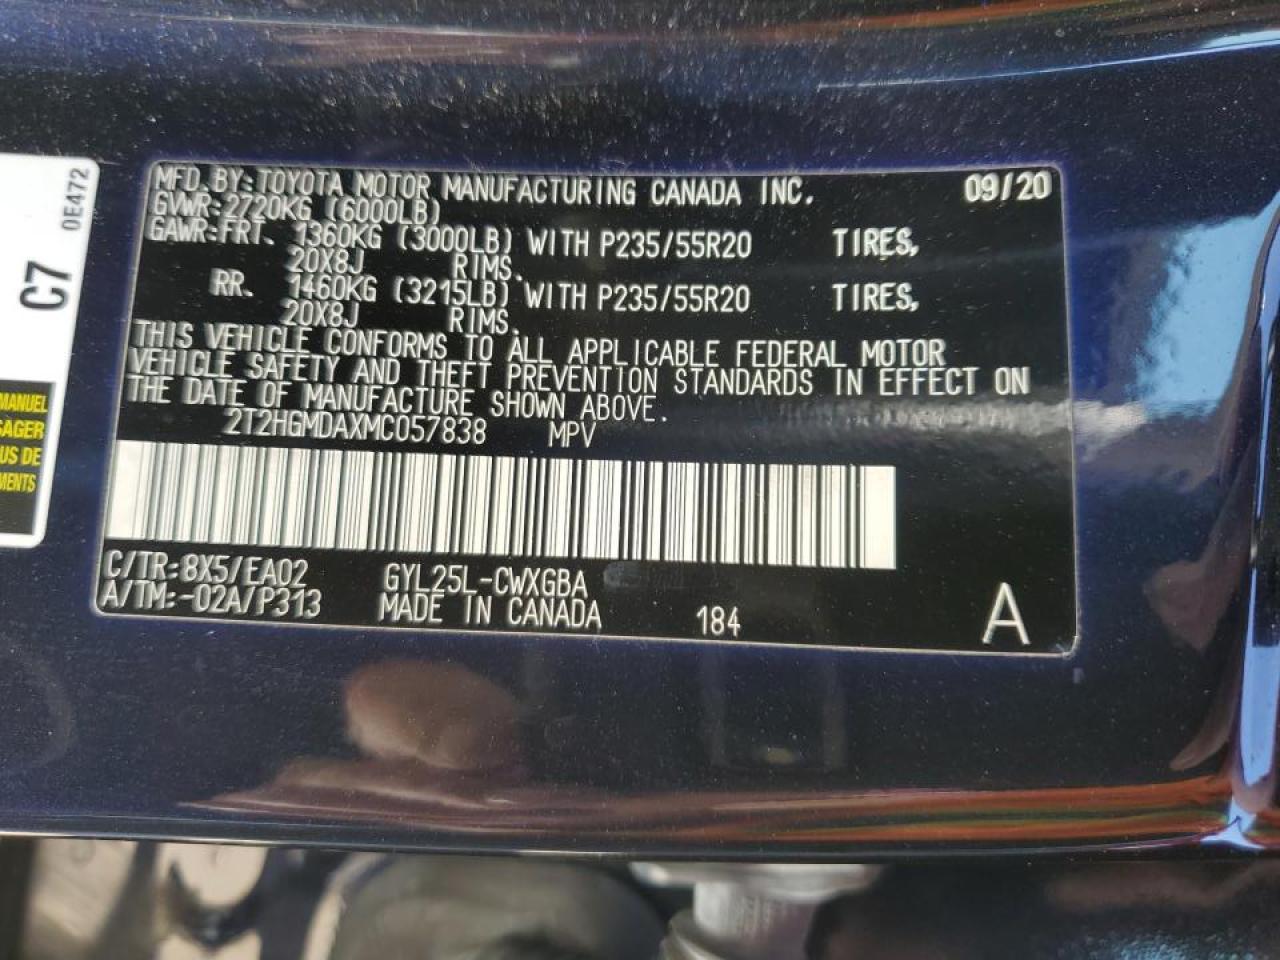 MFD. BY: TOYOTA MOTOR MANUFACTURING CANADA INC. 09/20
GVWR: 2720KG (6000LB)
GAWR: FRT. 1360KG (3000LB) WITH P235/55R20 TIRES,
20X8J RIMS.
RR. 1460KG (3215LB) WITH P235/55R20 TIRES,
20X8J RIMS.
THIS VEHICLE CONFORMS TO ALL APPLICABLE FEDERAL MOTOR
VEHICLE SAFETY AND THEFT PREVENTION STANDARDS IN EFFECT ON
THE DATE OF MANUFACTURE SHOWN ABOVE.
2T2HGMDAXMC057838 MPV
C/TR: 8X5/EA02 GYL25L-CWXGBA
A/TM: -02A/P313 MADE IN CANADA 184 A
0E472
C7
MANUEL
SAGER
US DE
MENTS